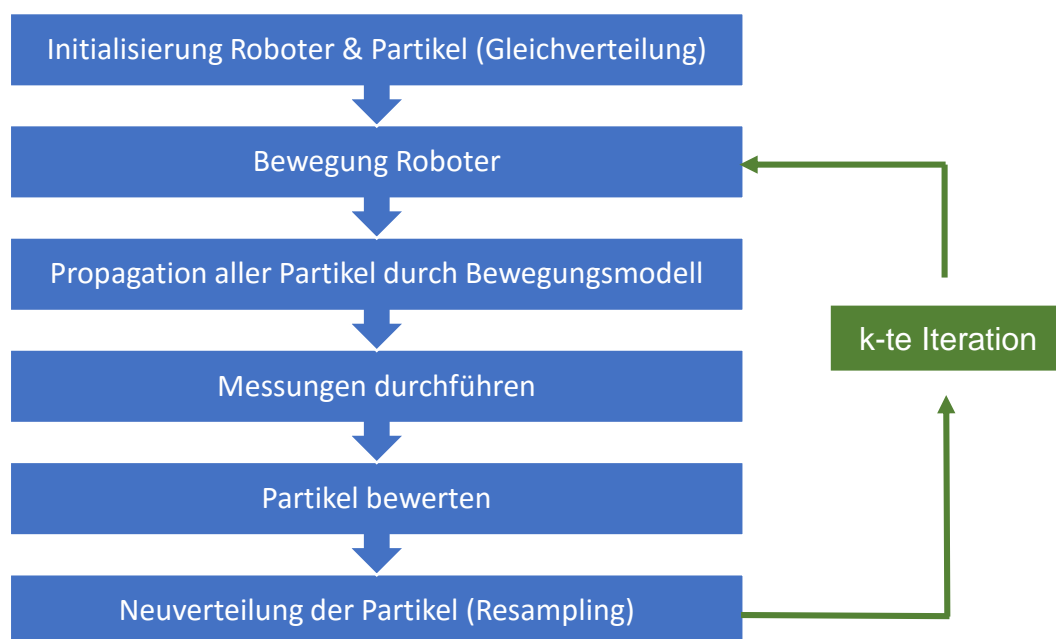 Initialisierung Roboter & Partikel (Gleichverteilung)
Bewegung Roboter
Propagation aller Partikel durch Bewegungsmodell
k-te Iteration
Messungen durchführen
Partikel bewerten
Neuverteilung der Partikel (Resampling)